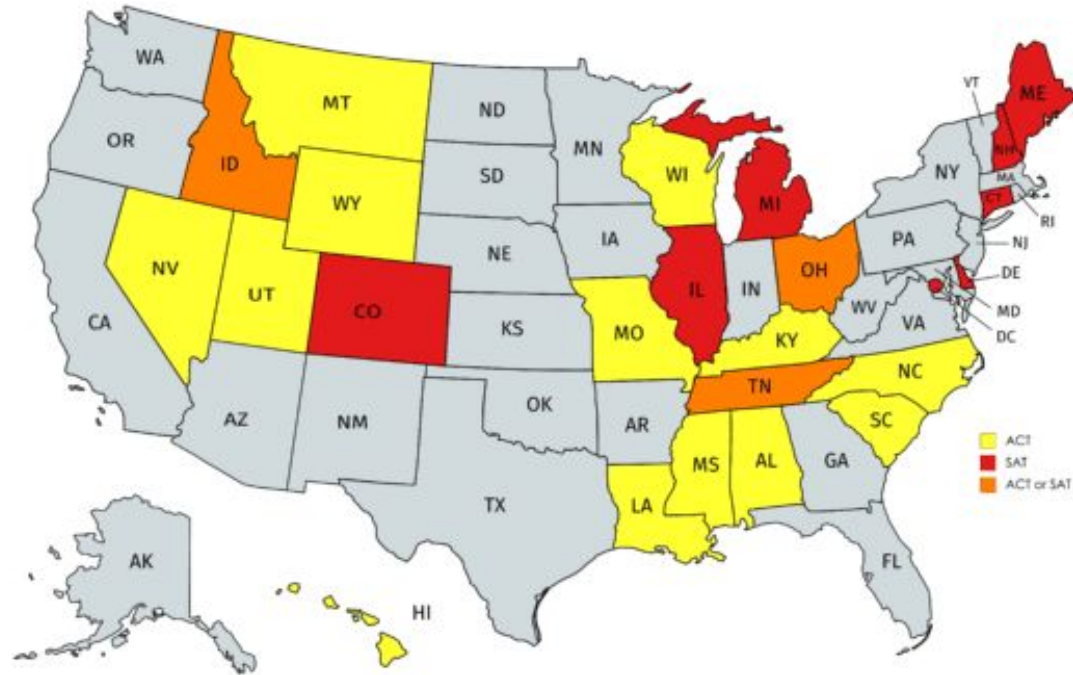 WA
MT
ND
MN
VT
ME
OR
ID
SD
WI
NY
NH
MA
WY
MI
CT
RI
IA
PA
NJ
NV
NE
OH
DE
UT
IL
IN
MD
CA
CO
WV
DC
KS
MO
KY
VA
NC
TN
AZ
NM
OK
AR
SC
MS
AL
GA
ACT
SAT
ACT or SAT
TX
LA
FL
AK
HI